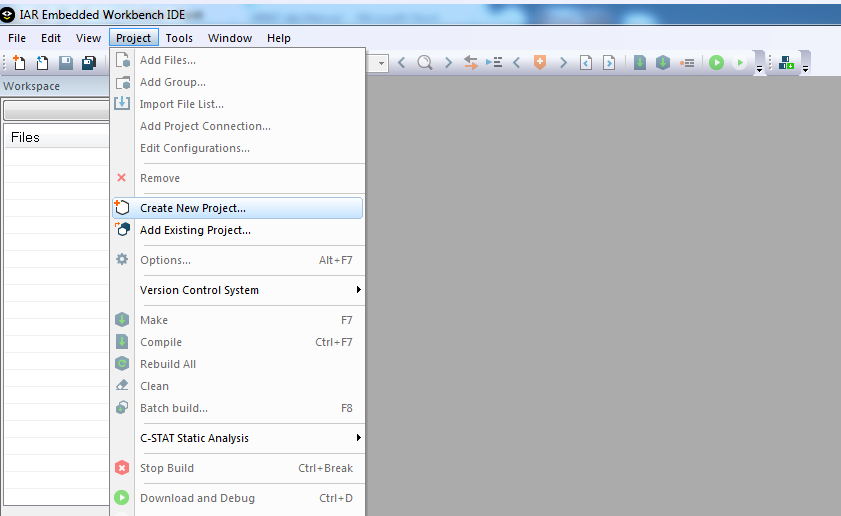 IAR Embedded Workbench IDE
File Edit View Project Tools Window Help
Workspace
Files
Add Files...
Add Group...
Import File List...
Add Project Connection...
Edit Configurations...
Remove
Create New Project...
Add Existing Project...
Options... Alt+F7
Version Control System
Make F7
Compile Ctrl+F7
Rebuild All
Clean
Batch build... F8
C-STAT Static Analysis
Stop Build Ctrl+Break
Download and Debug Ctrl+D